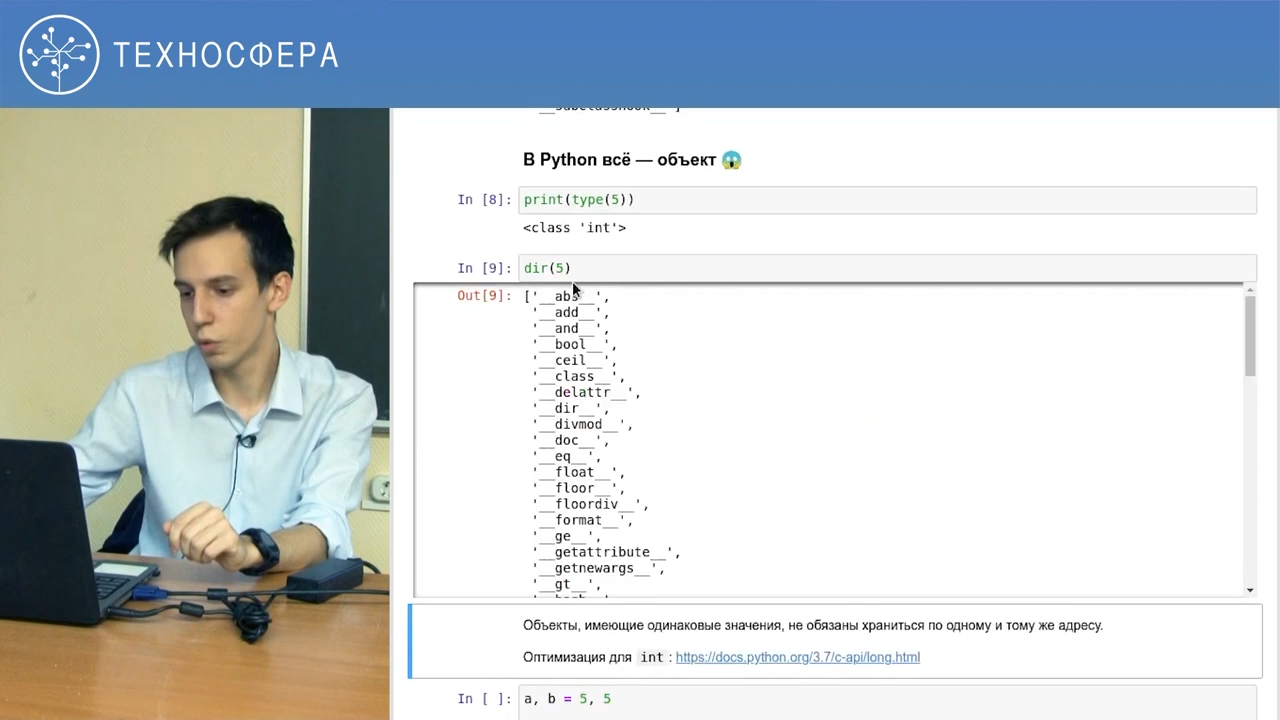 ТЕХНОСФЕРА
'__subclasshook__']
В Python всё — объект 😱
In [8]: print(type(5))
<class 'int'>
In [9]: dir(5)
Out[9]: ['__abs__',
'__add__',
'__and__',
'__bool__',
'__ceil__',
'__class__',
'__delattr__',
'__dir__',
'__divmod__',
'__doc__',
'__eq__',
'__float__',
'__floor__',
'__floordiv__',
'__format__',
'__ge__',
'__getattribute__',
'__getnewargs__',
'__gt__',
Объекты, имеющие одинаковые значения, не обязаны храниться по одному и тому же адресу.
Оптимизация для int : https://docs.python.org/3.7/c-api/long.html
In [ ]: a, b = 5, 5